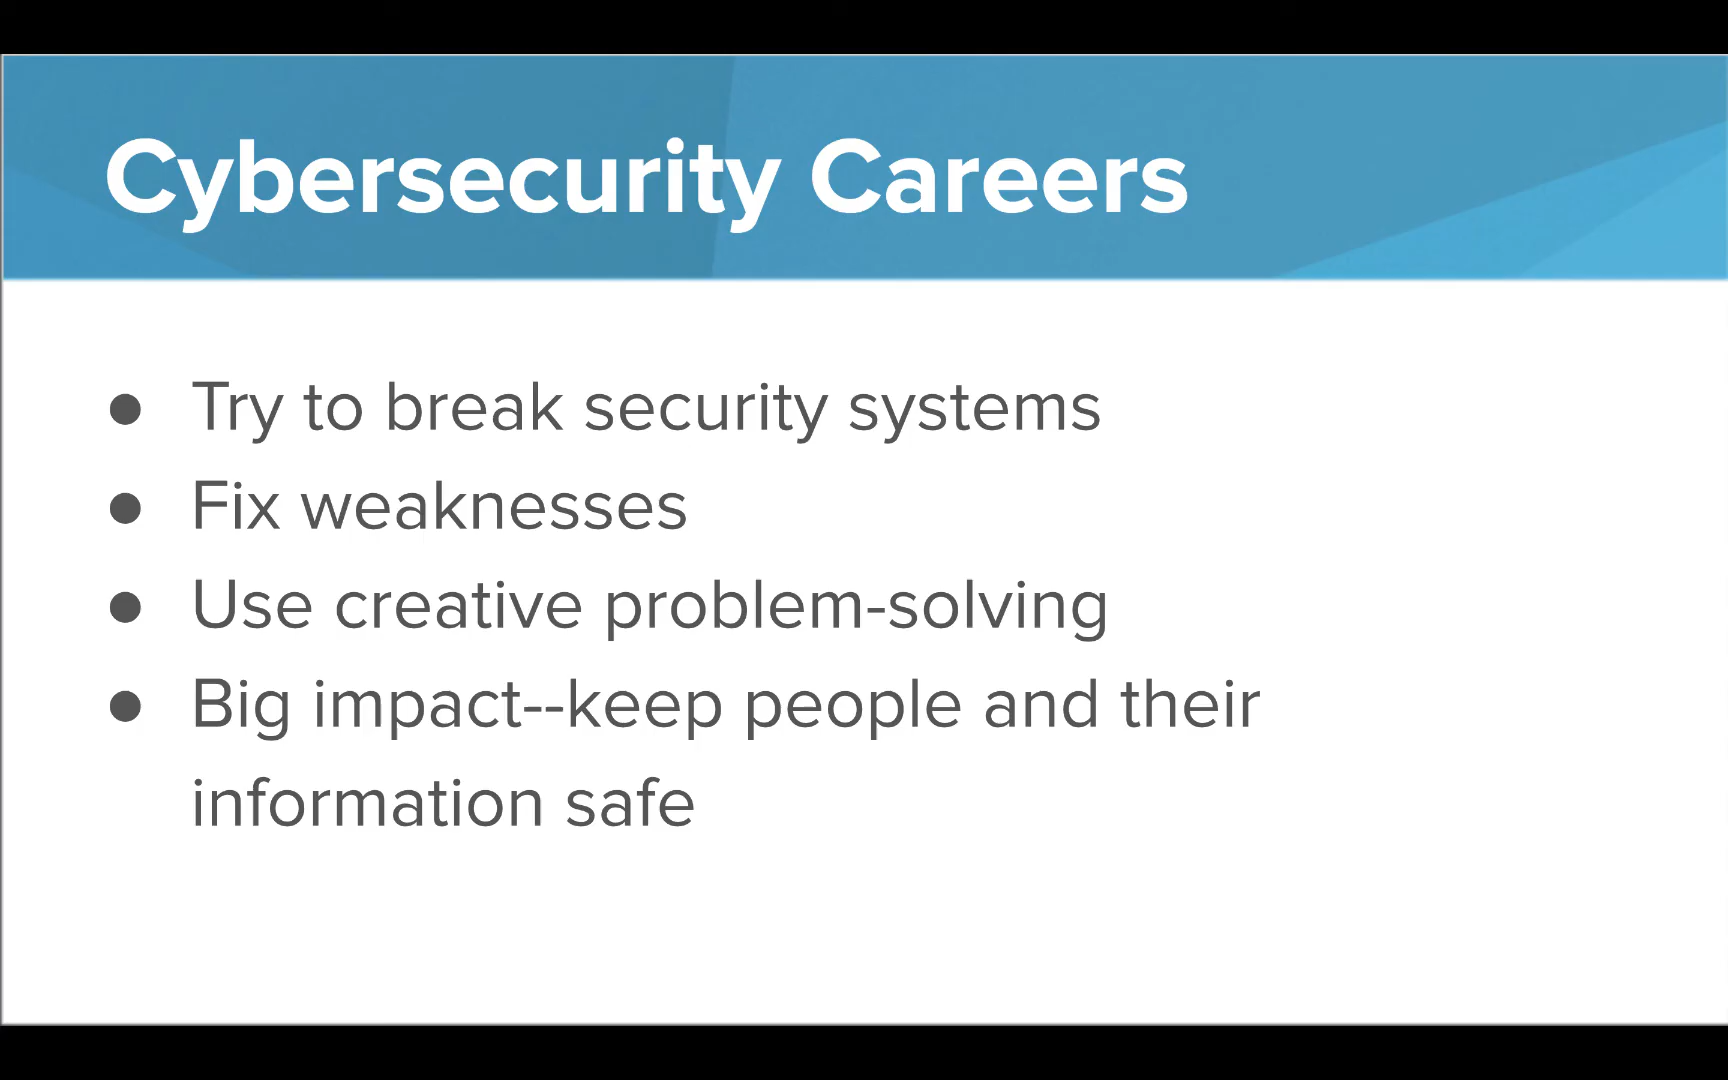 Cybersecurity Careers
● Try to break security systems
● Fix weaknesses
● Use creative problem-solving
● Big impact--keep people and their
information safe